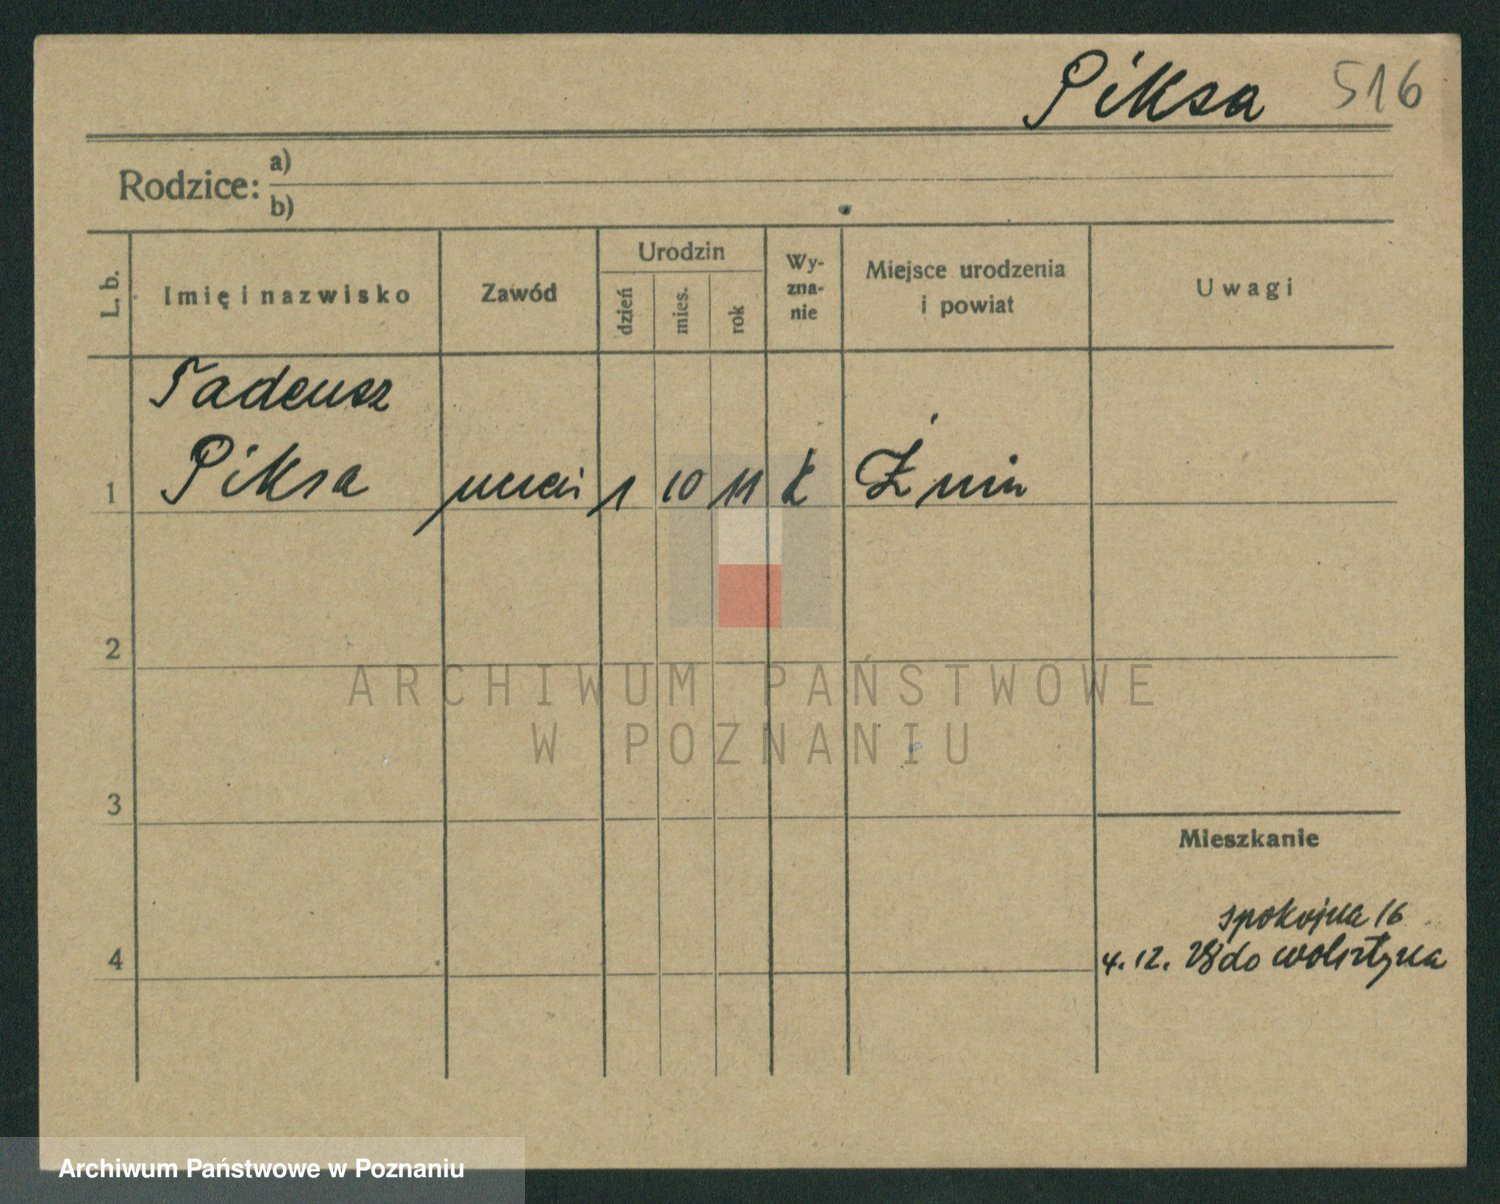 Piksa 516
Rodzice: a)
b)
L. b. Imię i nazwisko Zawód Urodzin dzień mies. rok Wy-zna-nie Miejsce urodzenia i powiat Uwagi
Tadeusz
1 Piksa uczeń 1 10 11 k Żnin
2
ARCHIWUM PAŃSTWOWE
W POZNANIU
3
Mieszkanie
spokojna 16
4 4. 12. 28 do wolsztyna
Archiwum Państwowe w Poznaniu